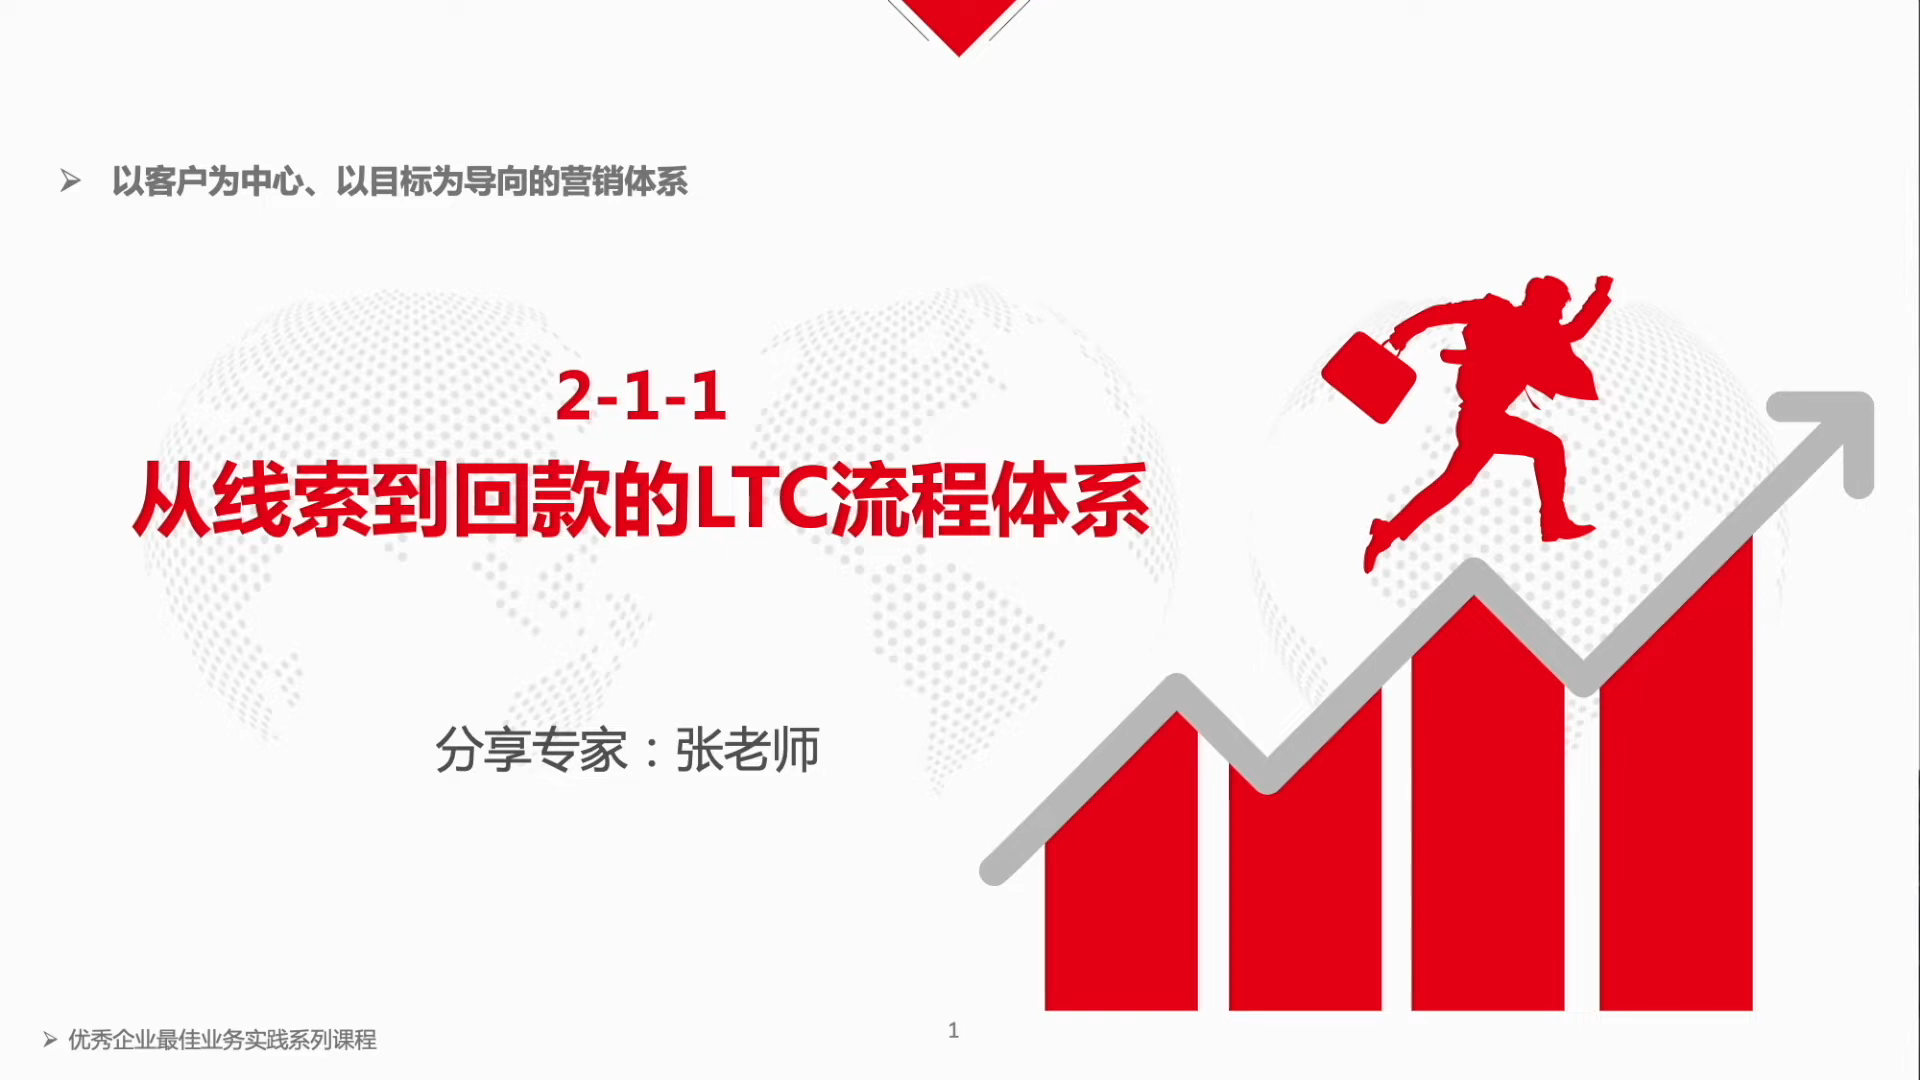 以客户为中心、以目标为导向的营销体系
2-1-1
从线索到回款的LTC流程体系
分享专家：张老师
优秀企业最佳业务实践系列课程
1